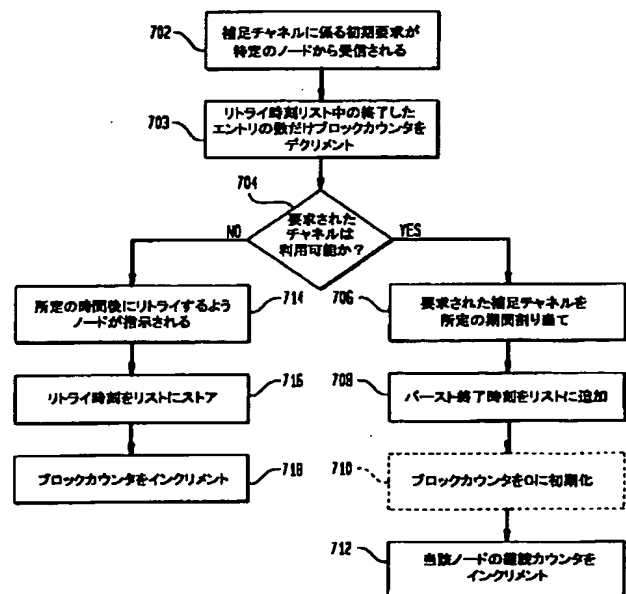 702
補足チャネルに係る初期要求が
特定のノードから受信される
703
リトライ時刻リスト中の終了した
エントリの数だけブロックカウンタを
デクリメント
704
要求された
チャネルは
利用可能か?
NO
YES
714
所定の時間後にリトライするよう
ノードが指示される
706
要求された補足チャネルを
所定の期間割り当て
716
リトライ時刻をリストにストア
708
バースト終了時刻をリストに追加
718
ブロックカウンタをインクリメント
710
ブロックカウンタを0に初期化
712
当該ノードの継続カウンタを
インクリメント